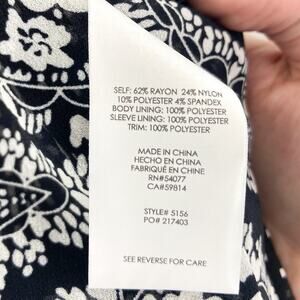 SELF: 62% RAYON 24% NYLON
10% POLYESTER 4% SPANDEX
BODY LINING: 100% POLYESTER
SLEEVE LINING: 100% POLYESTER
TRIM: 100% POLYESTER
MADE IN CHINA
HECHO EN CHINA
FABRIQUÉ EN CHINE
RN#54077
CA#59814
STYLE# 5156
PO# 217403
SEE REVERSE FOR CARE